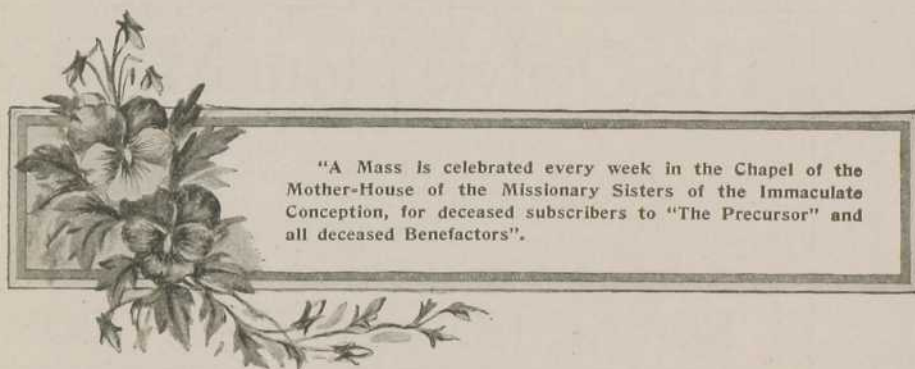 "A Mass is celebrated every week in the Chapel of the
Mother-House of the Missionary Sisters of the Immaculate
Conception, for deceased subscribers to "The Precursor" and
all deceased Benefactors".